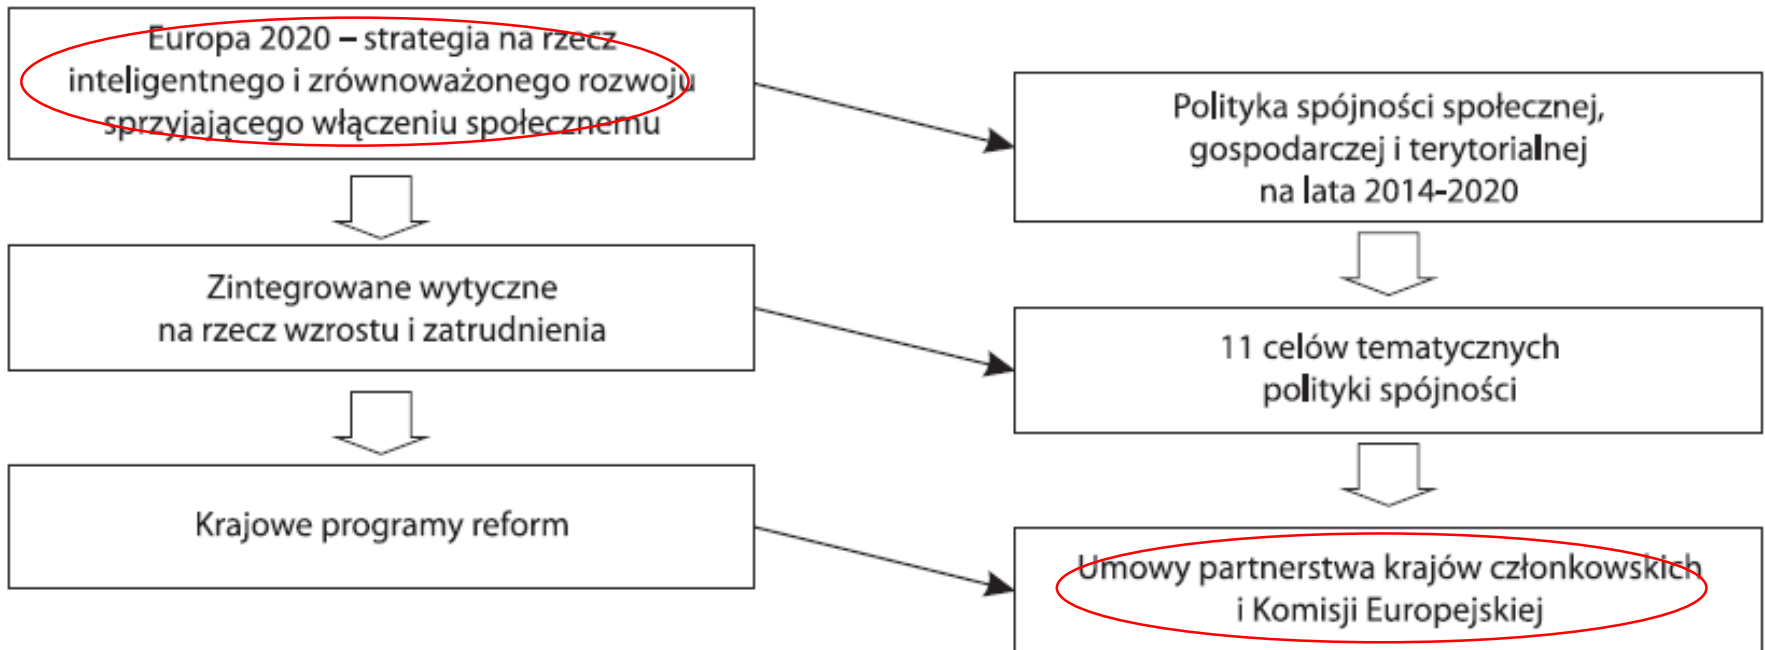 Europa 2020 – strategia na rzecz
inteligentnego i zrównoważonego rozwoju
sprzyjającego włączeniu społecznemu
Polityka spójności społecznej,
gospodarczej i terytorialnej
na lata 2014-2020
Zintegrowane wytyczne
na rzecz wzrostu i zatrudnienia
11 celów tematycznych
polityki spójności
Krajowe programy reform
Umowy partnerstwa krajów członkowskich
i Komisji Europejskiej